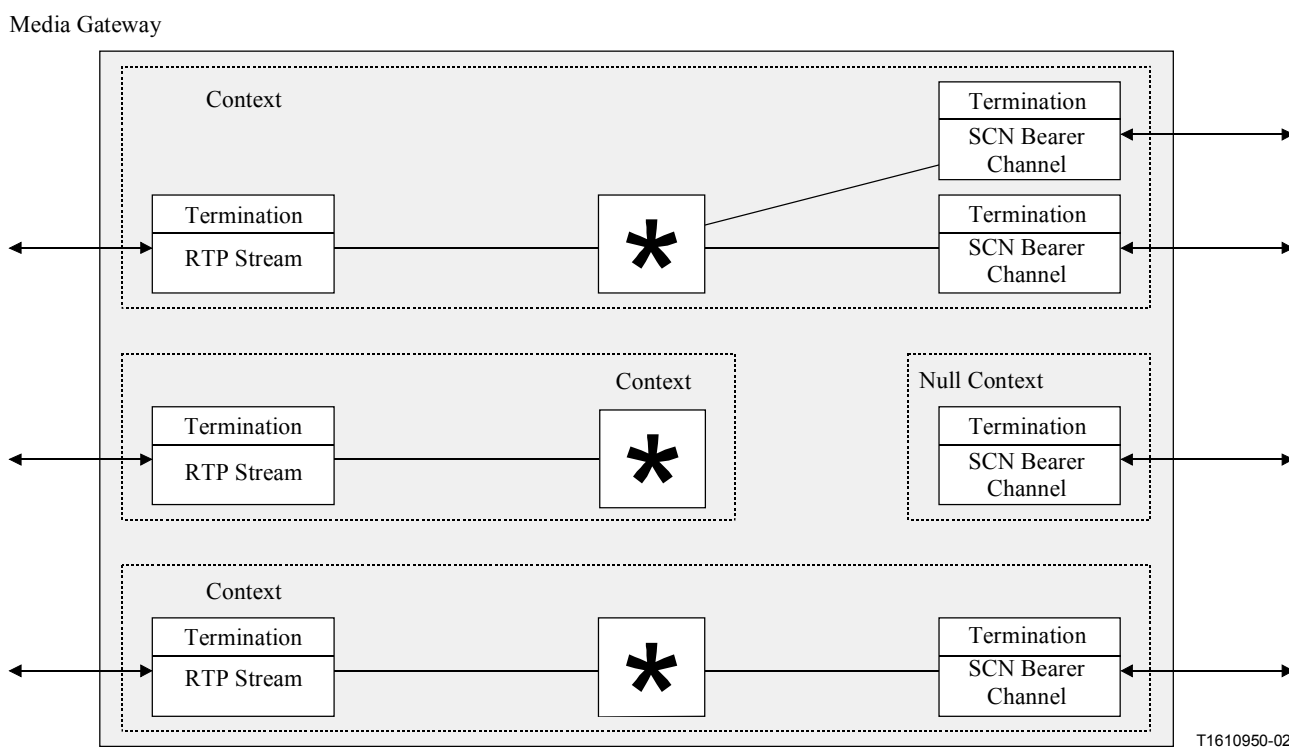 Media Gateway
Context
Termination
SCN Bearer
Channel
Termination
RTP Stream
*
Termination
SCN Bearer
Channel
Context
Null Context
Termination
RTP Stream
*
Termination
SCN Bearer
Channel
Context
Termination
RTP Stream
*
Termination
SCN Bearer
Channel
T1610950-02